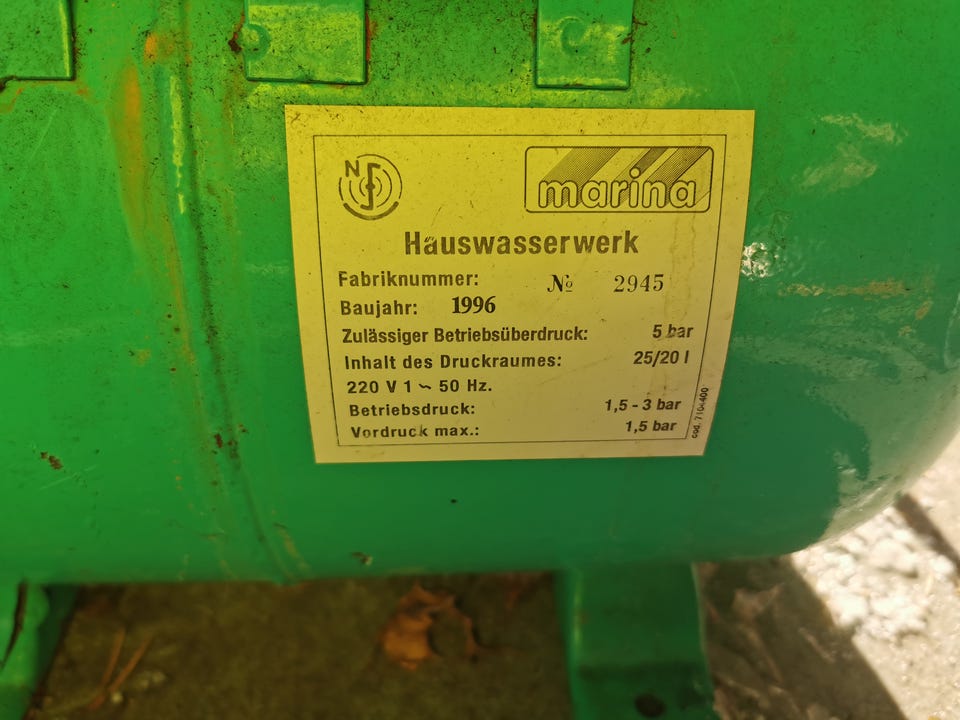 marina
Hauswasserwerk
Fabriknummer: № 2945
Baujahr: 1996
Zulässiger Betriebsüberdruck: 5 bar
Inhalt des Druckraumes: 25/20 l
220 V 1 ~ 50 Hz.
Betriebsdruck: 1,5 - 3 bar
Vordruck max.: 1,5 bar